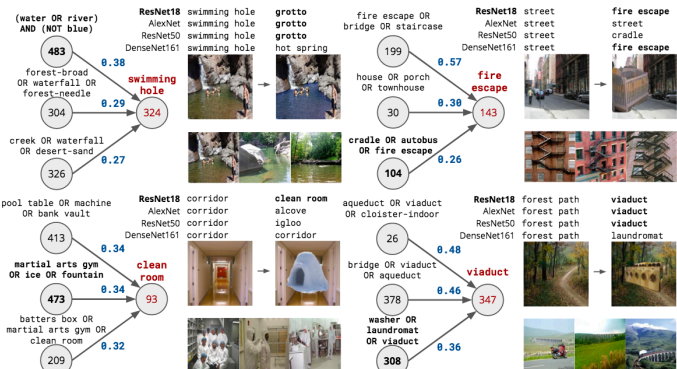 (water OR river)
AND (NOT blue)
483
0.38
forest-broad
OR waterfall OR
forest-needle
304
0.29
creek OR waterfall
OR desert-sand
326
0.27
swimming
hole
324
ResNet18 swimming hole grotto
AlexNet swimming hole grotto
ResNet50 swimming hole grotto
DenseNet161 swimming hole hot spring
fire escape OR
bridge OR staircase
199
0.57
house OR porch
OR townhouse
30
0.30
cradle OR autobus
OR fire escape
104
0.26
fire
escape
143
ResNet18 street fire escape
AlexNet street street
ResNet50 street cradle
DenseNet161 street fire escape
pool table OR machine
OR bank vault
413
0.34
martial arts gym
OR ice OR fountain
473
0.34
batters box OR
martial arts gym OR
clean room
209
0.32
clean
room
93
ResNet18 corridor clean room
AlexNet corridor alcove
ResNet50 corridor igloo
DenseNet161 corridor corridor
aqueduct OR viaduct
OR cloister-indoor
26
0.48
bridge OR viaduct
OR aqueduct
378
0.46
washer OR
laundromat
OR viaduct
308
0.36
viaduct
347
ResNet18 forest path viaduct
AlexNet forest path viaduct
ResNet50 forest path viaduct
DenseNet161 forest path laundromat